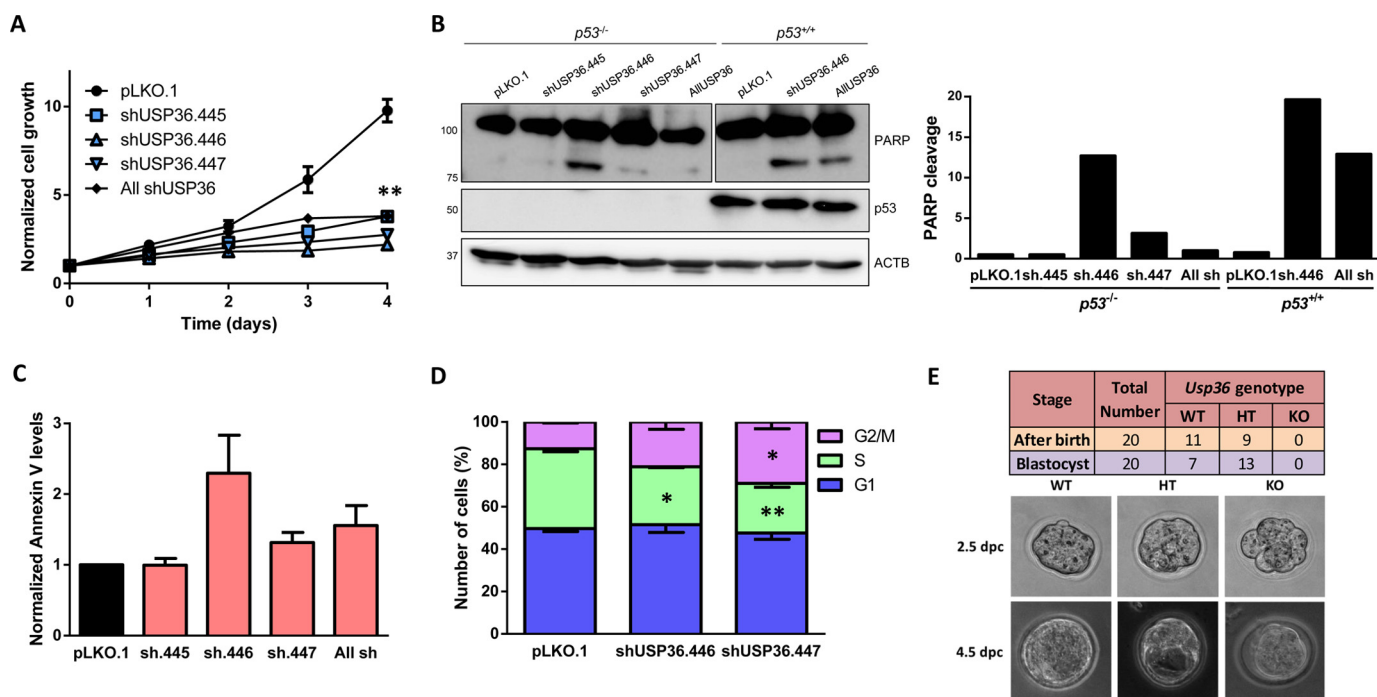 A
Normalized cell growth
10
5
0
0 1 2 3 4
Time (days)
pLKO.1
shUSP36.445
shUSP36.446
shUSP36.447
All shUSP36
**
B
p53-/- p53+/+
pLKO.1 shUSP36.445 shUSP36.446 shUSP36.447 AllUSP36 pLKO.1 shUSP36.446 AllUSP36
100
75
50
37
PARP
p53
ACTB
PARP cleavage
20
15
10
5
0
pLKO.1 sh.445 sh.446 sh.447 All sh pLKO.1 sh.446 All sh
p53-/- p53+/+
C
Normalized Annexin V levels
3
2
1
0
pLKO.1 sh.445 sh.446 sh.447 All sh
D
Number of cells (%)
100
80
60
40
20
0
*
* **
pLKO.1 shUSP36.446 shUSP36.447
G2/M
S
G1
E
Stage Total Number Usp36 genotype
WT HT KO
After birth 20 11 9 0
Blastocyst 20 7 13 0
WT HT KO
2.5 dpc
4.5 dpc